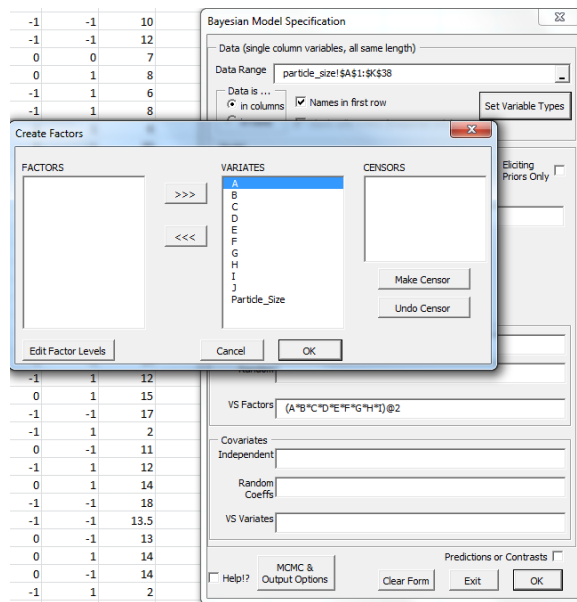 -1 -1 10
-1 -1 12
0 0 7
0 1 8
-1 1 6
-1 1 8
Bayesian Model Specification
Data (single column variables, all same length)
Data Range particle_size!$A$1:$K$38
Data is ...
in columns
Names in first row
Set Variable Types
Eliciting
Priors Only
Create Factors
FACTORS
>>>
<<<
Edit Factor Levels
VARIATES
A
B
C
D
E
F
G
H
I
J
Particle_Size
Cancel
OK
CENSORS
Make Censor
Undo Censor
-1 1 12
0 1 15
-1 -1 17
-1 1 2
0 -1 11
-1 1 12
0 1 14
-1 -1 18
-1 -1 13.5
0 -1 13
0 1 14
0 -1 14
-1 1 2
VS Factors (A*B*C*D*E*F*G*H*I)@2
Covariates
Independent
Random
Coeffs
VS Variates
Predictions or Contrasts
Help!?
MCMC &
Output Options
Clear Form
Exit
OK